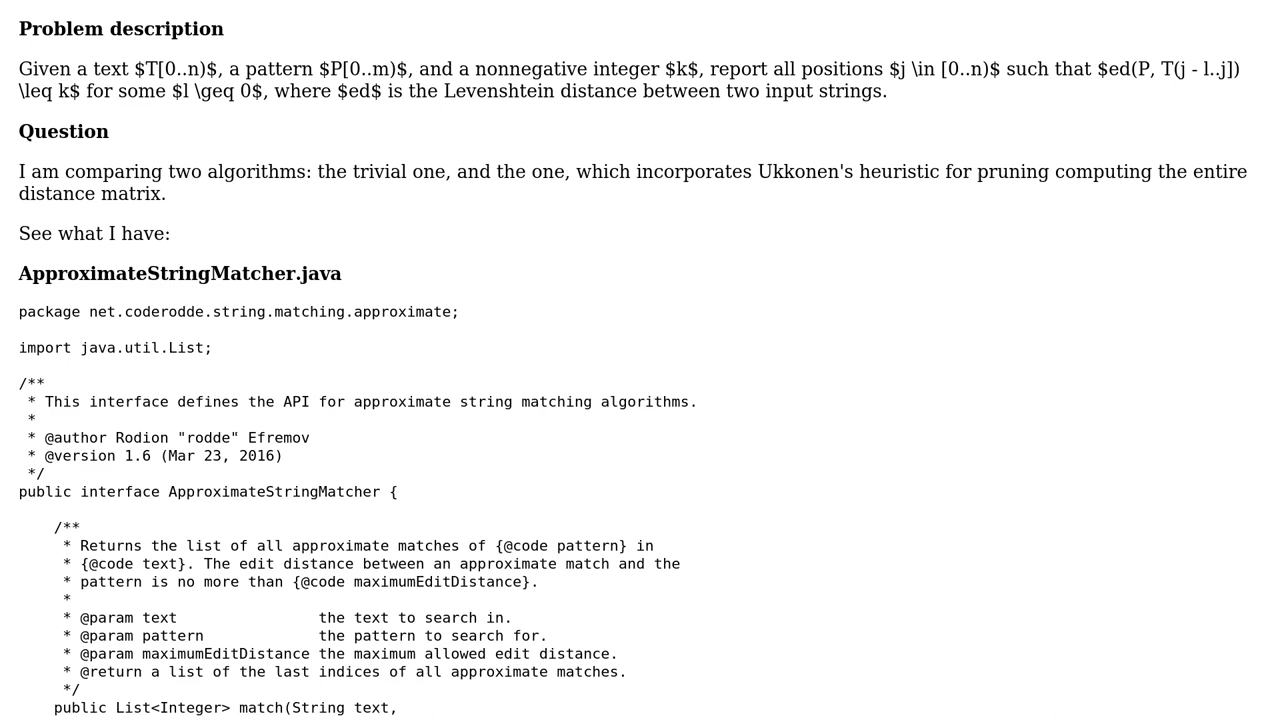 Problem description
Given a text $T[0..n)$, a pattern $P[0..m)$, and a nonnegative integer $k$, report all positions $j \in [0..n)$ such that $ed(P, T(j - l..j])
\leq k$ for some $l \geq 0$, where $ed$ is the Levenshtein distance between two input strings.
Question
I am comparing two algorithms: the trivial one, and the one, which incorporates Ukkonen's heuristic for pruning computing the entire
distance matrix.
See what I have:
ApproximateStringMatcher.java
package net.coderodde.string.matching.approximate;
import java.util.List;
/**
 * This interface defines the API for approximate string matching algorithms.
 *
 * @author Rodion "rodde" Efremov
 * @version 1.6 (Mar 23, 2016)
 */
public interface ApproximateStringMatcher {
    /**
     * Returns the list of all approximate matches of {@code pattern} in
     * {@code text}. The edit distance between an approximate match and the
     * pattern is no more than {@code maximumEditDistance}.
     *
     * @param text                the text to search in.
     * @param pattern             the pattern to search for.
     * @param maximumEditDistance the maximum allowed edit distance.
     * @return a list of the last indices of all approximate matches.
     */
    public List<Integer> match(String text,